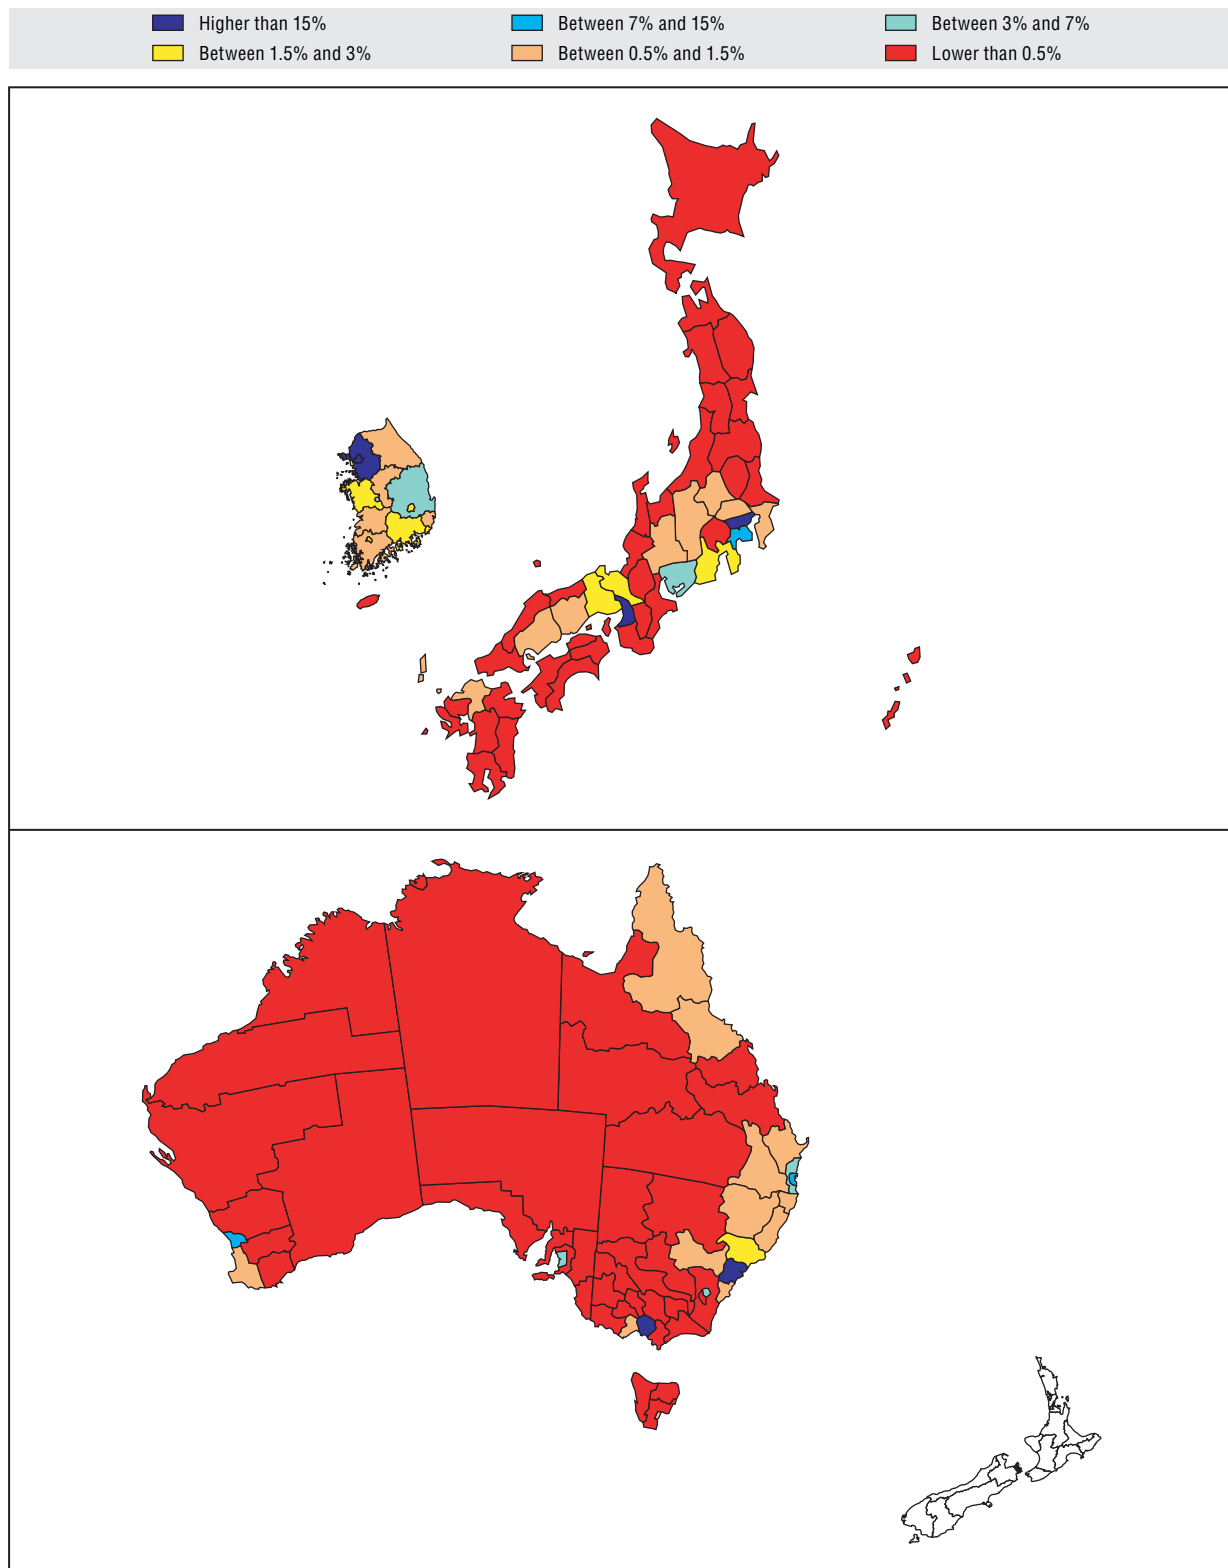 Higher than 15% Between 7% and 15% Between 3% and 7%
Between 1.5% and 3% Between 0.5% and 1.5% Lower than 0.5%